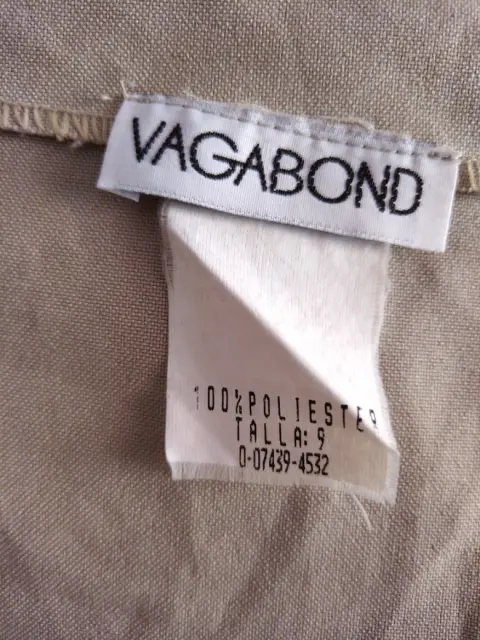 VAGABOND
100%POLIESTER
TALLA: 9
0-07439-4532